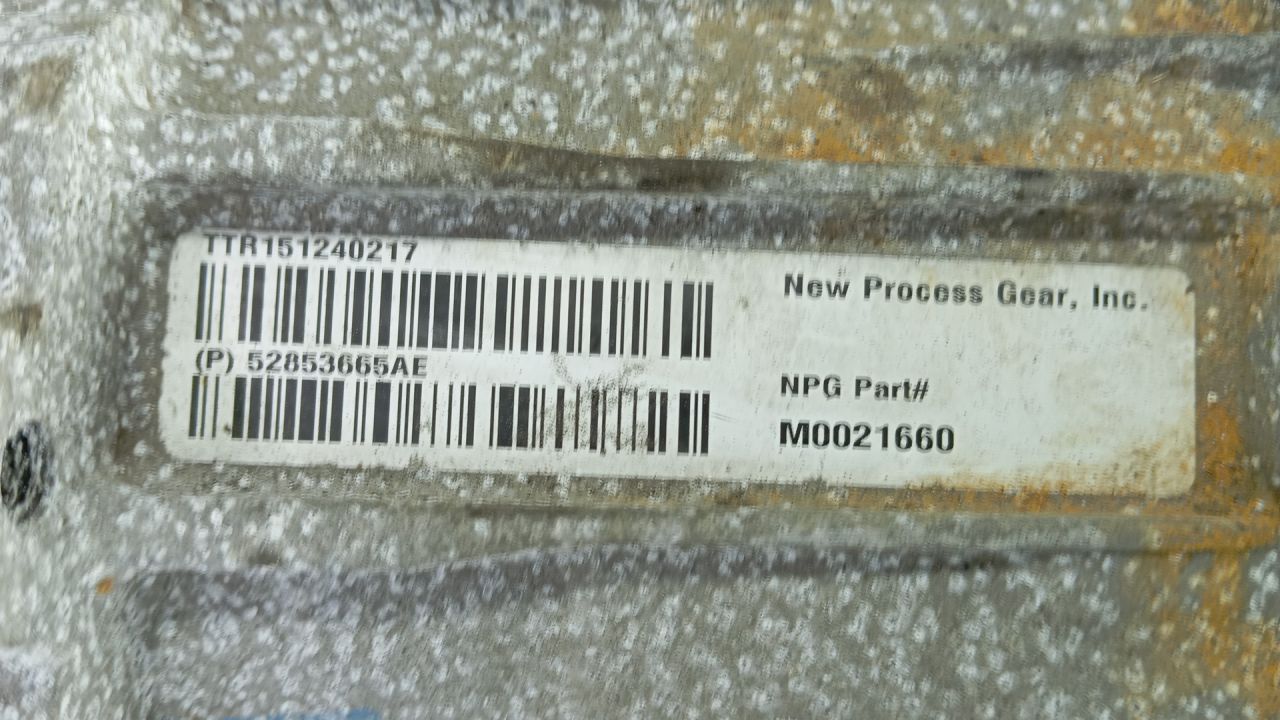 TTR151240217
(P) 52853665AE
New Process Gear, Inc.
NPG Part#
M0021660